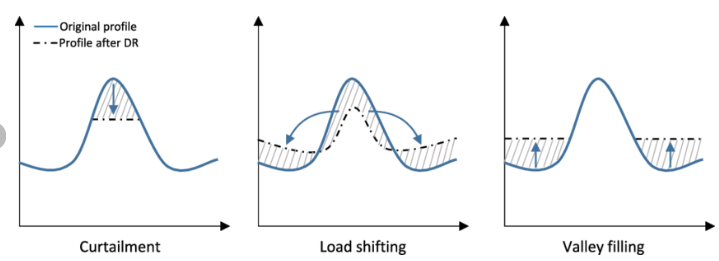 Original profile
Profile after DR
Curtailment
Load shifting
Valley filling